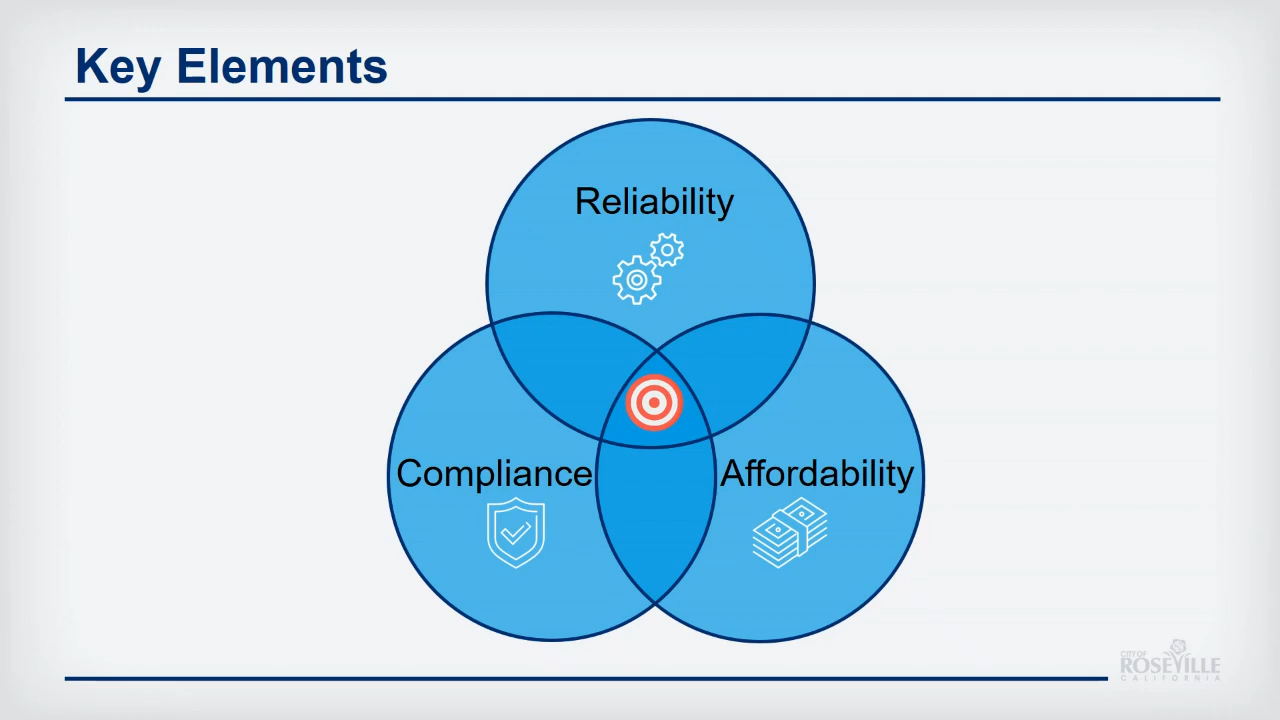 Key Elements
Reliability
Compliance
Affordability
CITY OF
ROSEVILLE
CALIFORNIA